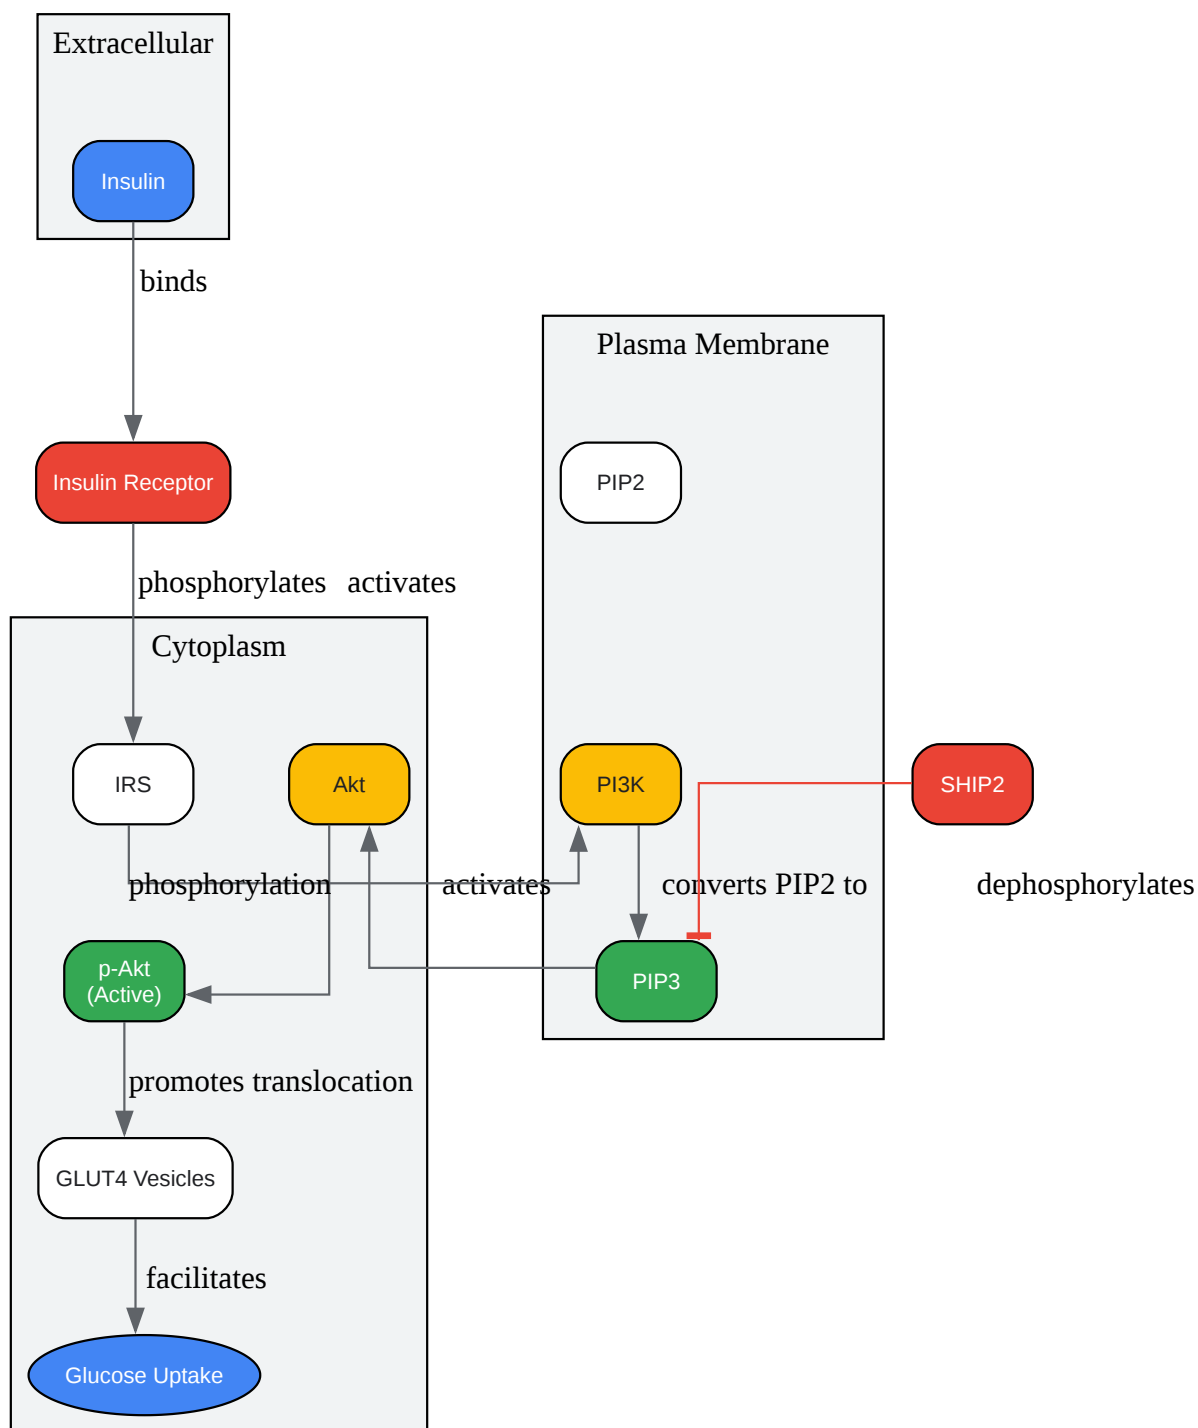 Extracellular
Insulin
binds
Plasma Membrane
Insulin Receptor
PIP2
phosphorylates
activates
Cytoplasm
IRS
Akt
PI3K
SHIP2
phosphorylation
activates
converts PIP2 to
dephosphorylates
p-Akt
(Active)
PIP3
promotes translocation
GLUT4 Vesicles
facilitates
Glucose Uptake